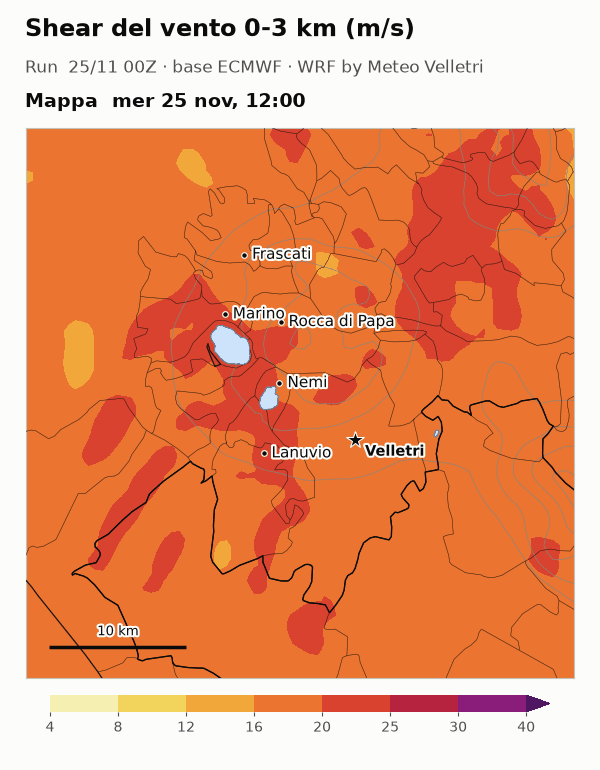 Shear del vento 0-3 km (m/s)
Run  25/11 00Z · base ECMWF · WRF by Meteo Velletri
Mappa  mer 25 nov, 12:00
Frascati
Marino
Rocca di Papa
Nemi
Velletri
Lanuvio
10 km
4 8 12 16 20 25 30 40